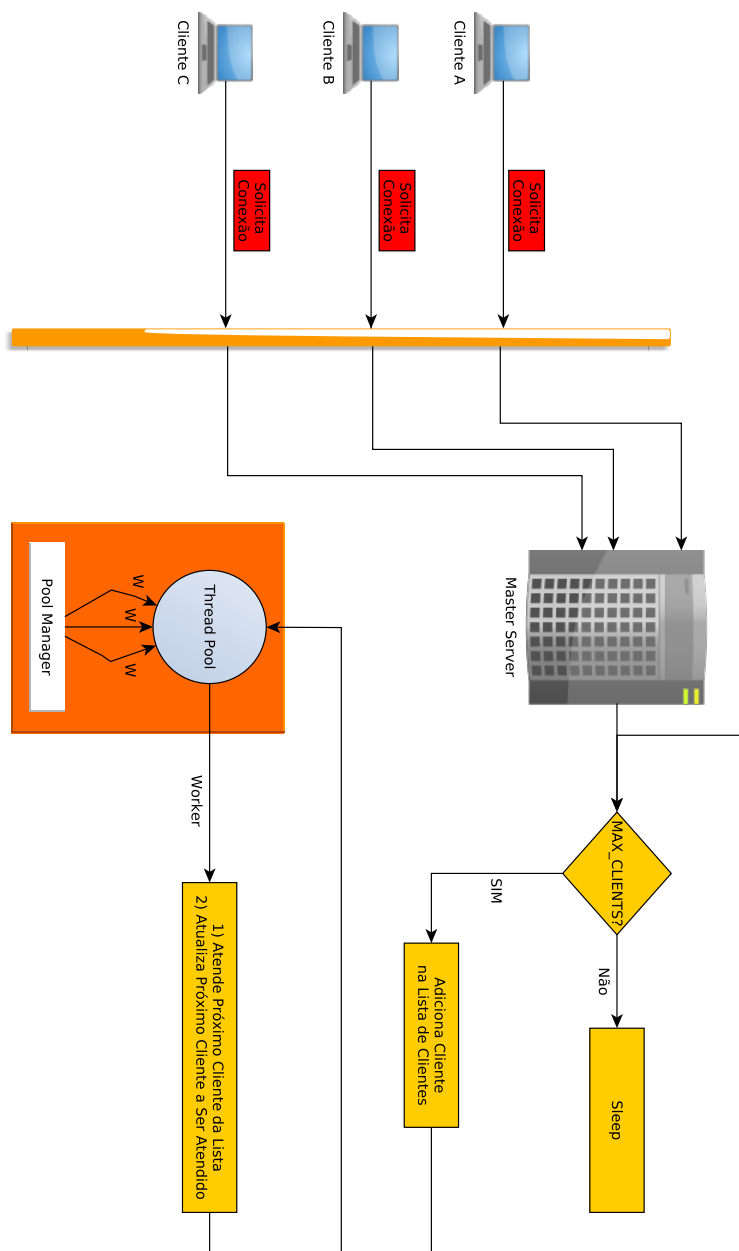 Cliente A
Solicita
Conexão
Cliente B
Solicita
Conexão
Cliente C
Solicita
Conexão
Master Server
MAX_CLIENTS?
Não
Sleep
SIM
Adiciona Cliente
na Lista de Clientes
Thread Pool
W
W
W
Pool Manager
Worker
1) Atende Próximo Cliente da Lista
2) Atualiza Próximo Cliente a Ser Atendido